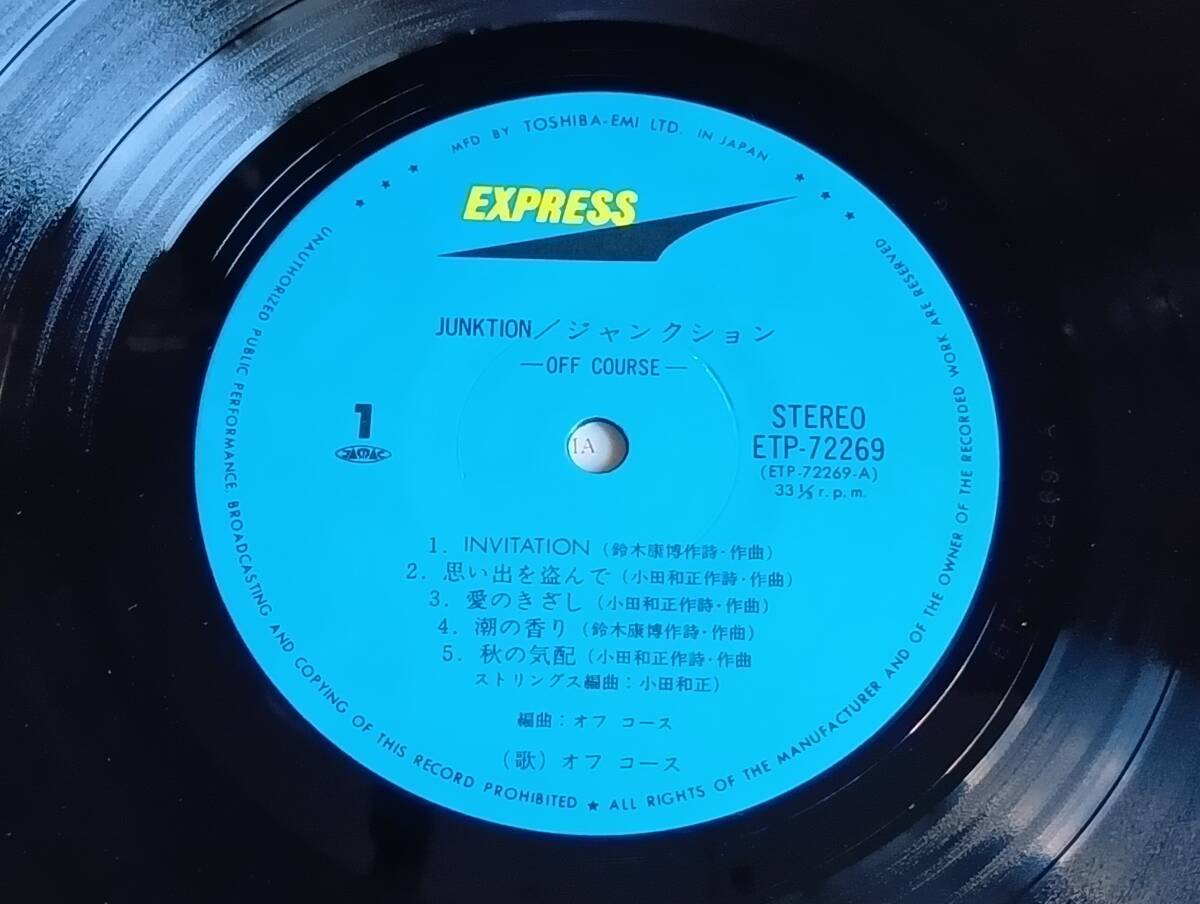 MFD BY TOSHIBA-EMI LTD. IN JAPAN
EXPRESS
JUNKTION/ジャンクション
—OFF COURSE—
1
JASRAC
STEREO
ETP-72269
(ETP-72269-A)
33 1/3 r.p.m.
IA
1. INVITATION (鈴木康博作詩・作曲)
2. 思い出を盗んで (小田和正作詩・作曲)
3. 愛のきざし (小田和正作詩・作曲)
4. 潮の香り (鈴木康博作詩・作曲)
5. 秋の気配 (小田和正作詩・作曲
ストリングス編曲：小田和正)
編曲：オフ コース
(歌) オフ コース
UNAUTHORIZED PUBLIC PERFORMANCE, BROADCASTING AND COPYING OF THIS RECORD PROHIBITED ★ ALL RIGHTS OF THE MANUFACTURER AND OF THE OWNER OF THE RECORDED WORK ARE RESERVED